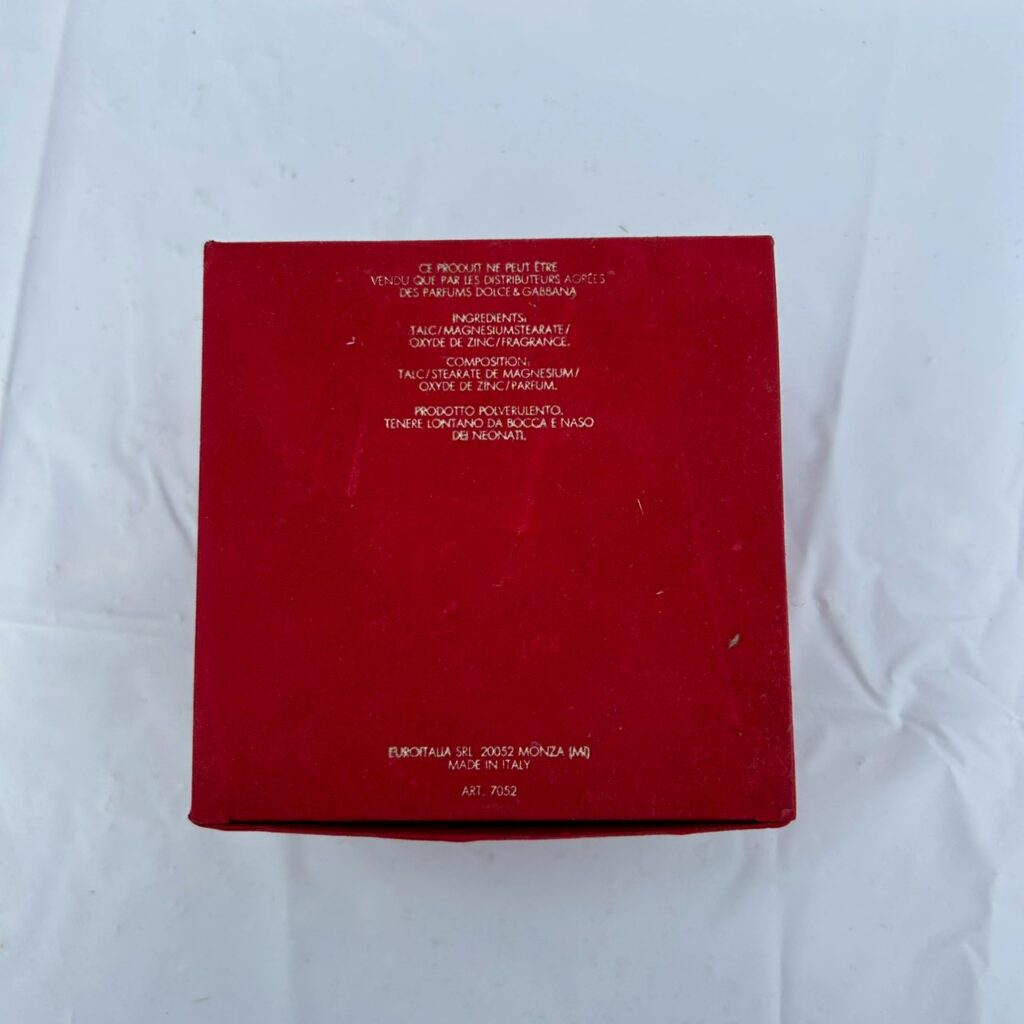 CE PRODUIT NE PEUT ÊTRE
VENDU QUE PAR LES DISTRIBUTEURS AGRÉES
DES PARFUMS DOLCE & GABBANA
INGREDIENTS:
TALC/MAGNESIUMSTEARATE/
OXYDE DE ZINC/FRAGRANCE.
COMPOSITION:
TALC/STEARATE DE MAGNESIUM/
OXYDE DE ZINC/PARFUM.
PRODOTTO POLVERULENTO.
TENERE LONTANO DA BOCCA E NASO
DEI NEONATI.
EUROITALIA SRL 20052 MONZA (MI)
MADE IN ITALY
ART. 7052